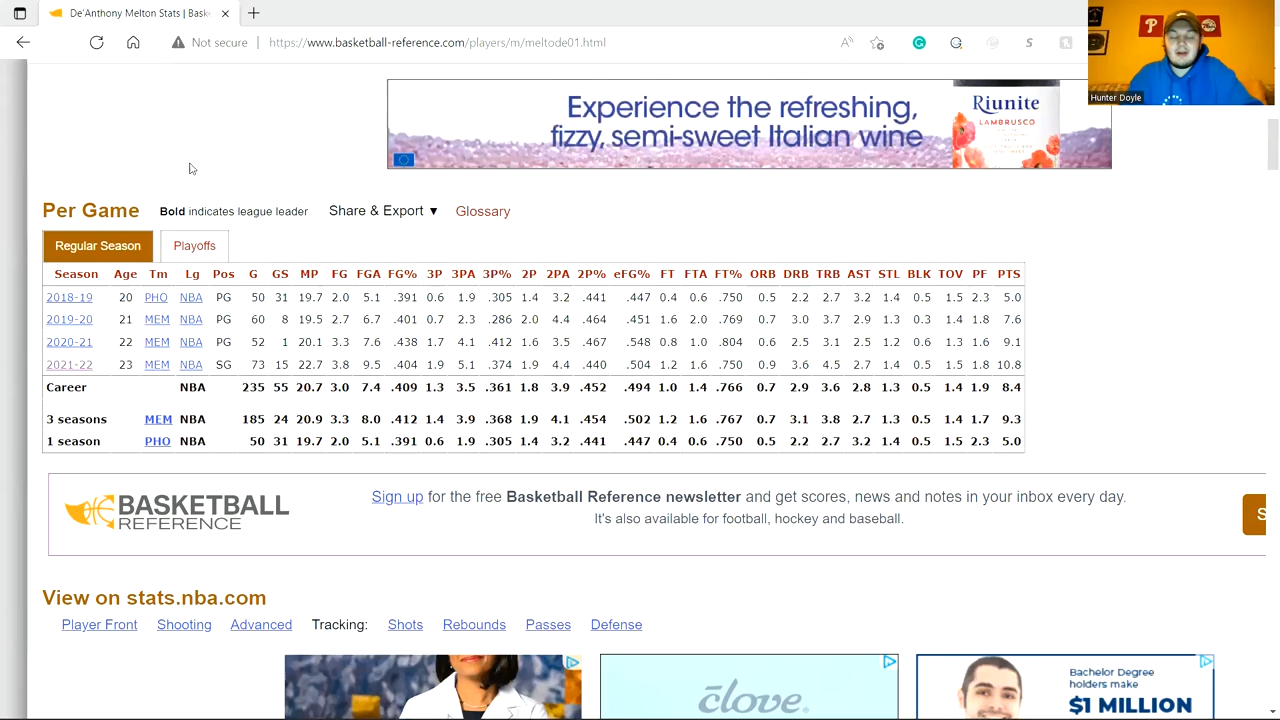 De'Anthony Melton Stats | Bask
Not secure | https://www.basketball-reference.com/players/m/meltode01.html
Hunter Doyle
Experience the refreshing,
fizzy, semi-sweet Italian wine
Riunite
LAMBRUSCO
Per Game Bold indicates league leader Share & Export ▼ Glossary
Regular Season Playoffs
Season Age Tm Lg Pos G GS MP FG FGA FG% 3P 3PA 3P% 2P 2PA 2P% eFG% FT FTA FT% ORB DRB TRB AST STL BLK TOV PF PTS
2018-19 20 PHO NBA PG 50 31 19.7 2.0 5.1 .391 0.6 1.9 .305 1.4 3.2 .441 .447 0.4 0.6 .750 0.5 2.2 2.7 3.2 1.4 0.5 1.5 2.3 5.0
2019-20 21 MEM NBA PG 60 8 19.5 2.7 6.7 .401 0.7 2.3 .286 2.0 4.4 .464 .451 1.6 2.0 .769 0.7 3.0 3.7 2.9 1.3 0.3 1.4 1.8 7.6
2020-21 22 MEM NBA PG 52 1 20.1 3.3 7.6 .438 1.7 4.1 .412 1.6 3.5 .467 .548 0.8 1.0 .804 0.6 2.5 3.1 2.5 1.2 0.6 1.3 1.6 9.1
2021-22 23 MEM NBA SG 73 15 22.7 3.8 9.5 .404 1.9 5.1 .374 1.9 4.4 .440 .504 1.2 1.6 .750 0.9 3.6 4.5 2.7 1.4 0.5 1.5 1.8 10.8
Career NBA 235 55 20.7 3.0 7.4 .409 1.3 3.5 .361 1.8 3.9 .452 .494 1.0 1.4 .766 0.7 2.9 3.6 2.8 1.3 0.5 1.4 1.9 8.4
3 seasons MEM NBA 185 24 20.9 3.3 8.0 .412 1.4 3.9 .368 1.9 4.1 .454 .502 1.2 1.6 .767 0.7 3.1 3.8 2.7 1.3 0.5 1.4 1.7 9.3
1 season PHO NBA 50 31 19.7 2.0 5.1 .391 0.6 1.9 .305 1.4 3.2 .441 .447 0.4 0.6 .750 0.5 2.2 2.7 3.2 1.4 0.5 1.5 2.3 5.0
BASKETBALL
REFERENCE
Sign up for the free Basketball Reference newsletter and get scores, news and notes in your inbox every day.
It's also available for football, hockey and baseball.
S
View on stats.nba.com
Player Front Shooting Advanced Tracking: Shots Rebounds Passes Defense
clove
Bachelor Degree
holders make
$1 MILLION